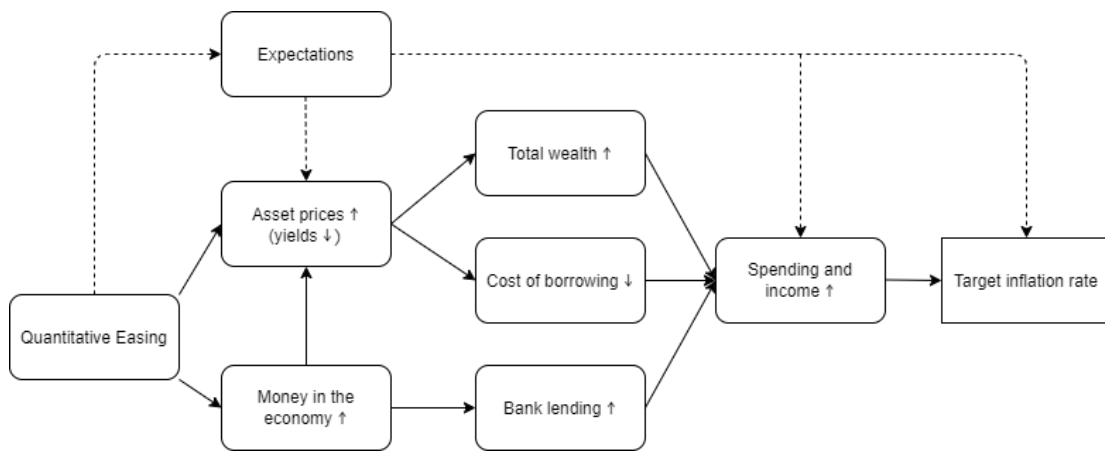 Expectations
Total wealth ↑
Asset prices ↑
(yields ↓)
Cost of borrowing ↓
Spending and
income ↑
Target inflation rate
Quantitative Easing
Money in the
economy ↑
Bank lending ↑